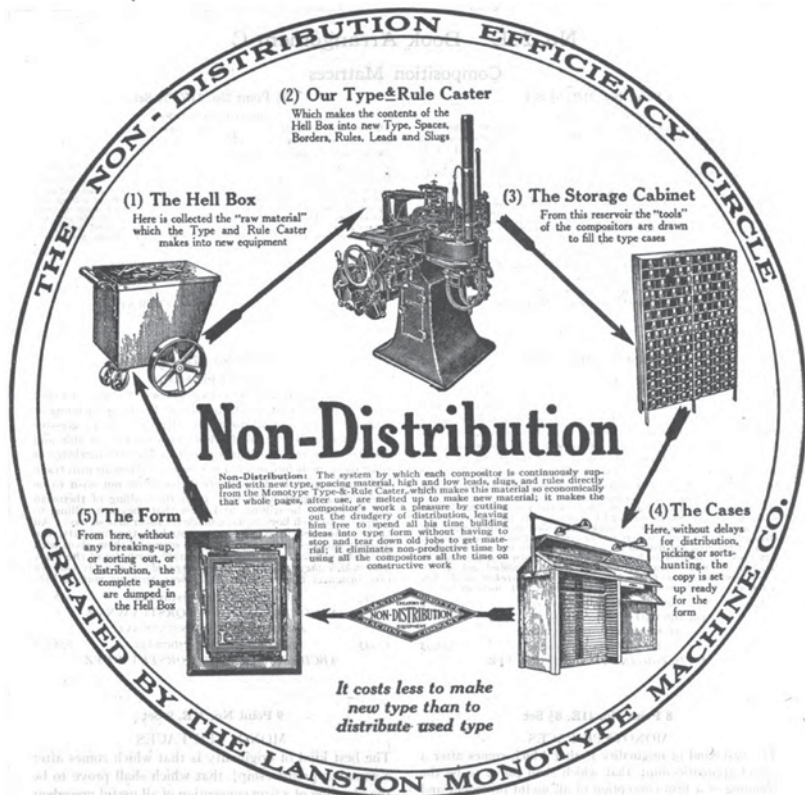 THE NON-DISTRIBUTION EFFICIENCY CIRCLE
(2) Our Type&Rule Caster
Which makes the contents of the
Hell Box into new Type, Spaces,
Borders, Rules, Leads and Slugs
(1) The Hell Box
Here is collected the "raw material"
which the Type and Rule Caster
makes into new equipment
(3) The Storage Cabinet
From this reservoir the "tools"
of the compositors are drawn
to fill the type cases
Non-Distribution
Non-Distribution: The system by which each compositor is continuously sup-
plied with new type, spacing material, high and low leads, slugs, and rules directly
from the Monotype Type-&-Rule Caster, which makes this material so economically
that whole pages, after use, are melted up to make new material; it makes the
compositor's work a pleasure by cutting
out the drudgery of distribution, leaving
him free to spend all his time building
ideas into type form without having to
stop and tear down old jobs to get mate-
rial; it eliminates non-productive time by
using all the compositors all the time on
constructive work
(4) The Cases
Here, without delays
for distribution,
picking or sorts-
hunting, the
copy is set
up ready
for the
form
(5) The Form
From here, without
any breaking-up,
or sorting out, or
distribution, the
complete pages
are dumped in
the Hell Box
NON-DISTRIBUTION
It costs less to make
new type than to
distribute used type
CREATED BY THE LANSTON MONOTYPE MACHINE CO.